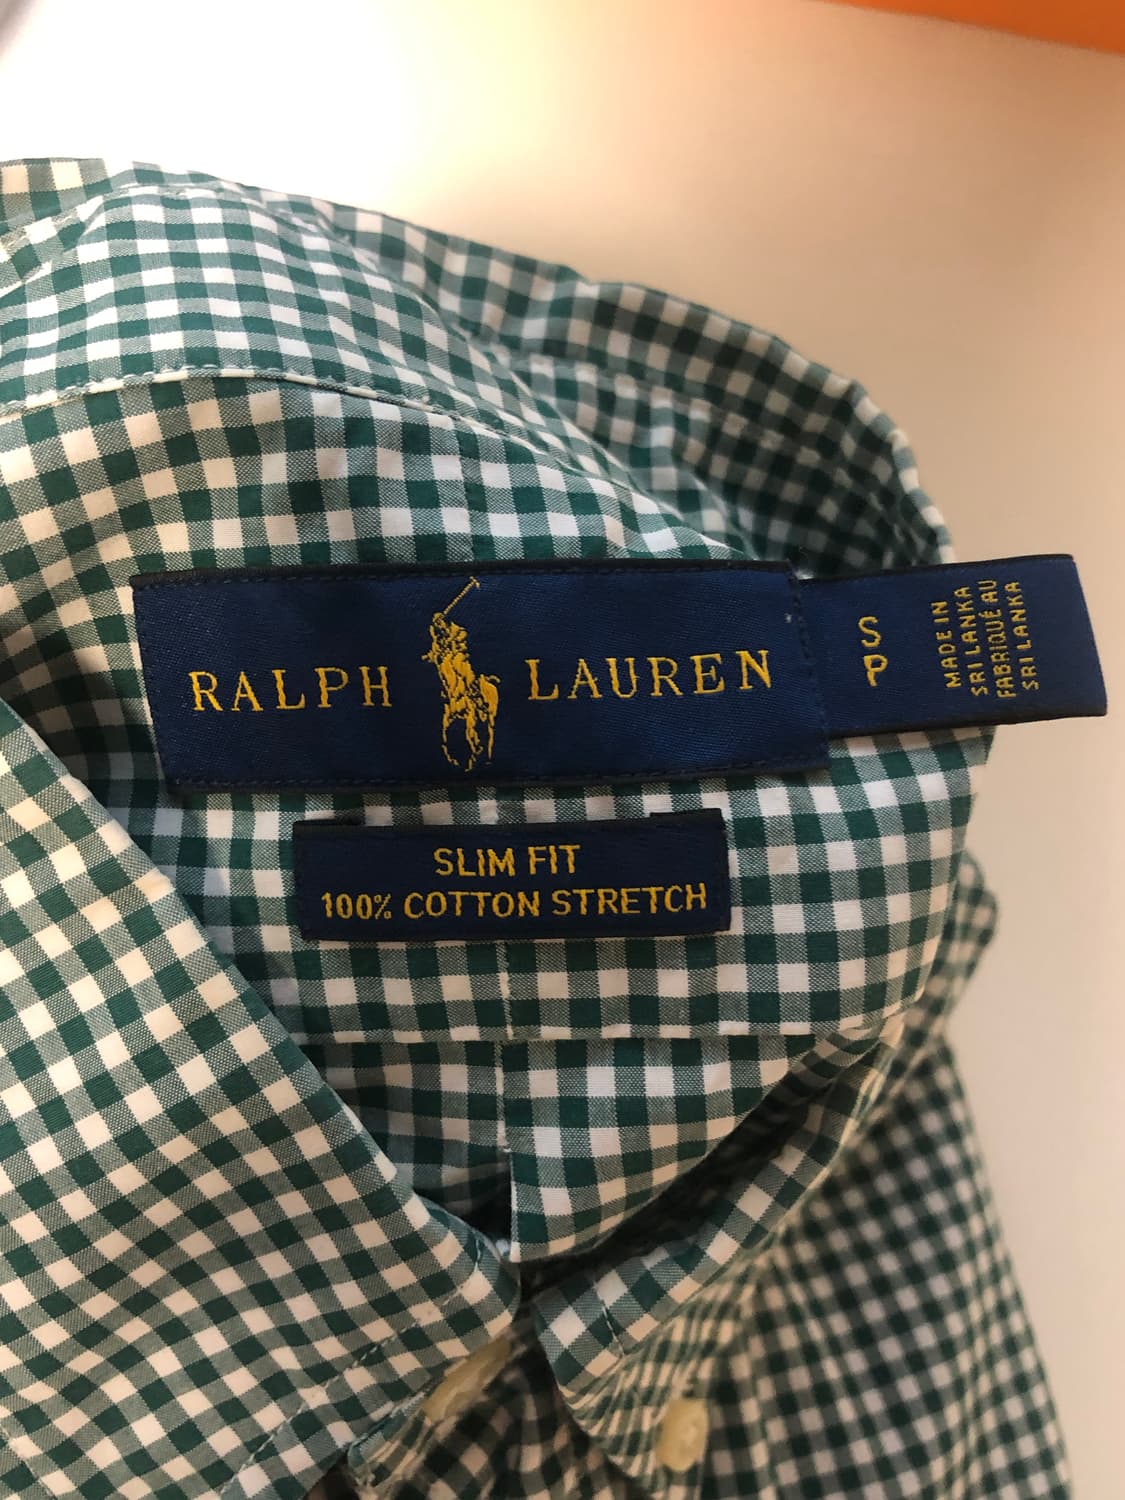 RALPH LAUREN
S
P
MADE IN
SRI LANKA
FABRIQUÉ AU
SRI LANKA
SLIM FIT
100% COTTON STRETCH